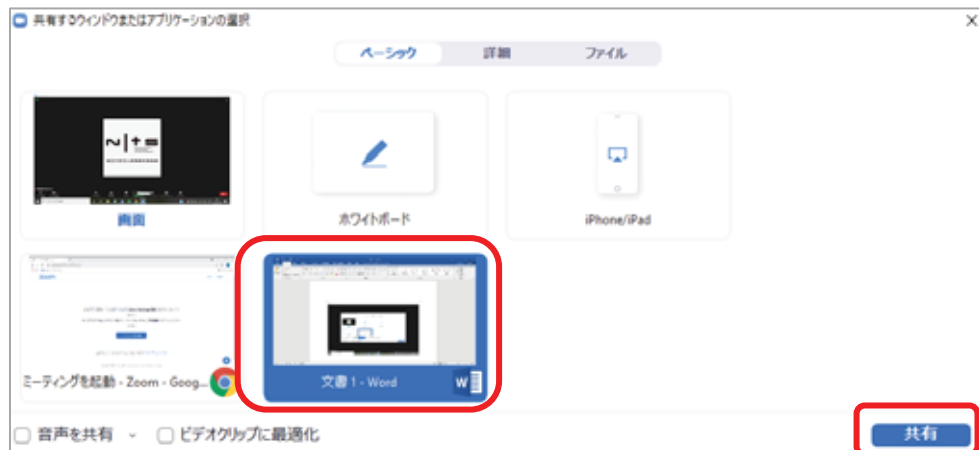 共有するウィンドウまたはアプリケーションの選択
ベーシック
詳細
ファイル
画面
ホワイトボード
iPhone/iPad
ミーティングを起動 - Zoom - Goog...
文書 1 - Word
音声を共有
ビデオクリップに最適化
共有